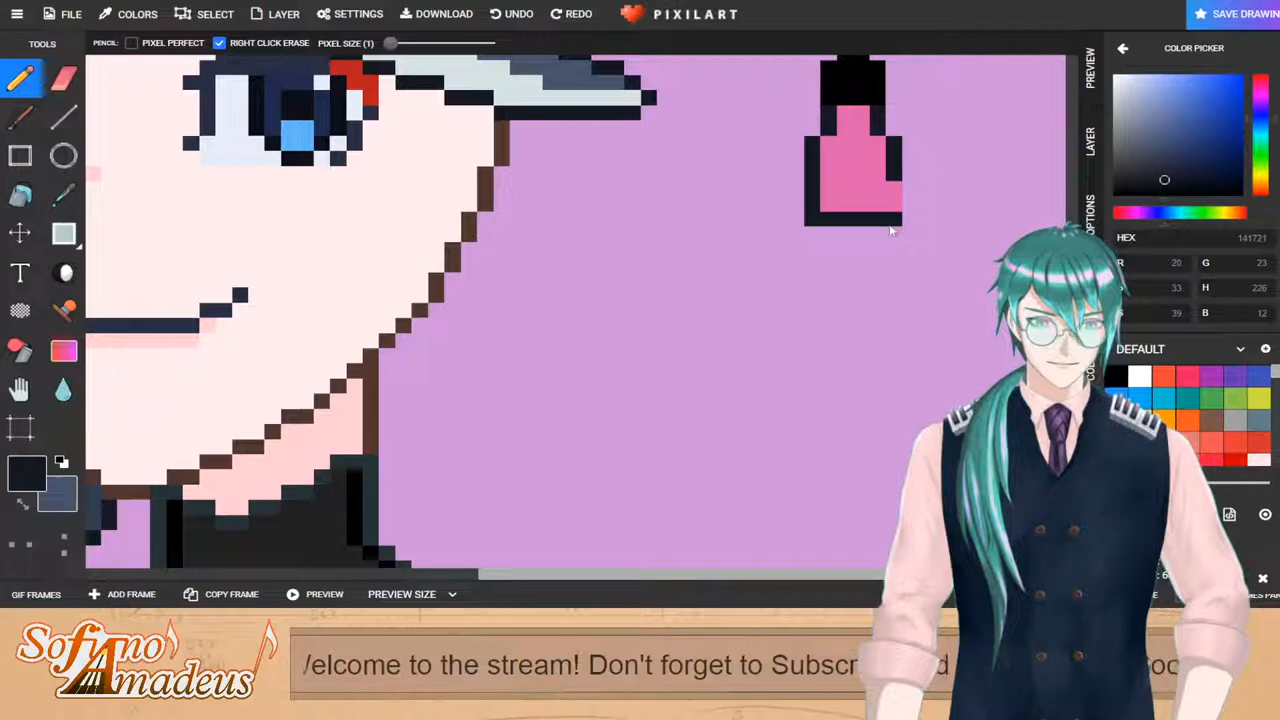 FILE COLORS SELECT LAYER SETTINGS DOWNLOAD UNDO REDO PIXILART SAVE DRAWIN
TOOLS PENCIL: PIXEL PERFECT RIGHT CLICK ERASE PIXEL SIZE (1)
COLOR PICKER
PREVIEW
LAYER
OPTIONS
HEX 141721
R 20 G 23
33 H 226
39 B 12
DEFAULT
GIF FRAMES ADD FRAME COPY FRAME PREVIEW PREVIEW SIZE
Sofiano
Amadeus
elcome to the stream! Don't forget to Subscr